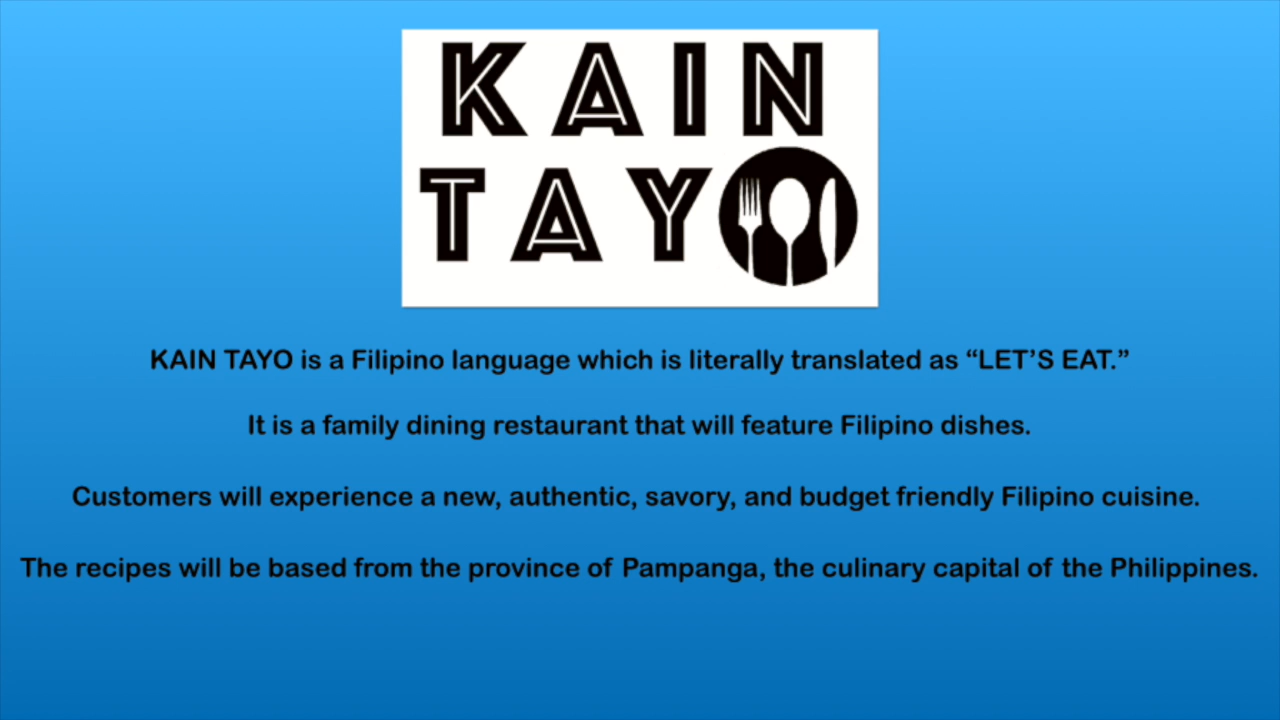 KAIN
TAYO
KAIN TAYO is a Filipino language which is literally translated as “LET’S EAT.”
It is a family dining restaurant that will feature Filipino dishes.
Customers will experience a new, authentic, savory, and budget friendly Filipino cuisine.
The recipes will be based from the province of Pampanga, the culinary capital of the Philippines.